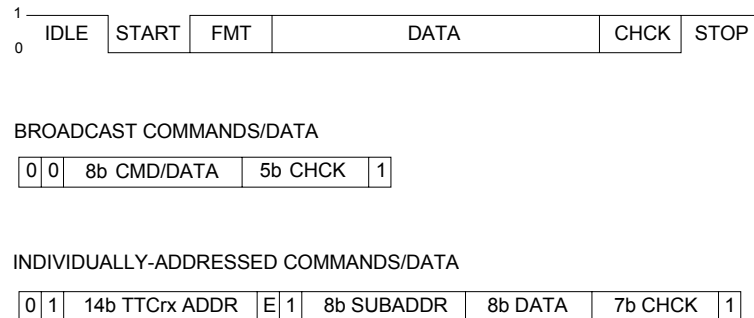 1
0
IDLE START FMT DATA CHCK STOP
BROADCAST COMMANDS/DATA
0 0 8b CMD/DATA 5b CHCK 1
INDIVIDUALLY-ADDRESSED COMMANDS/DATA
0 1 14b TTCrx ADDR E 1 8b SUBADDR 8b DATA 7b CHCK 1